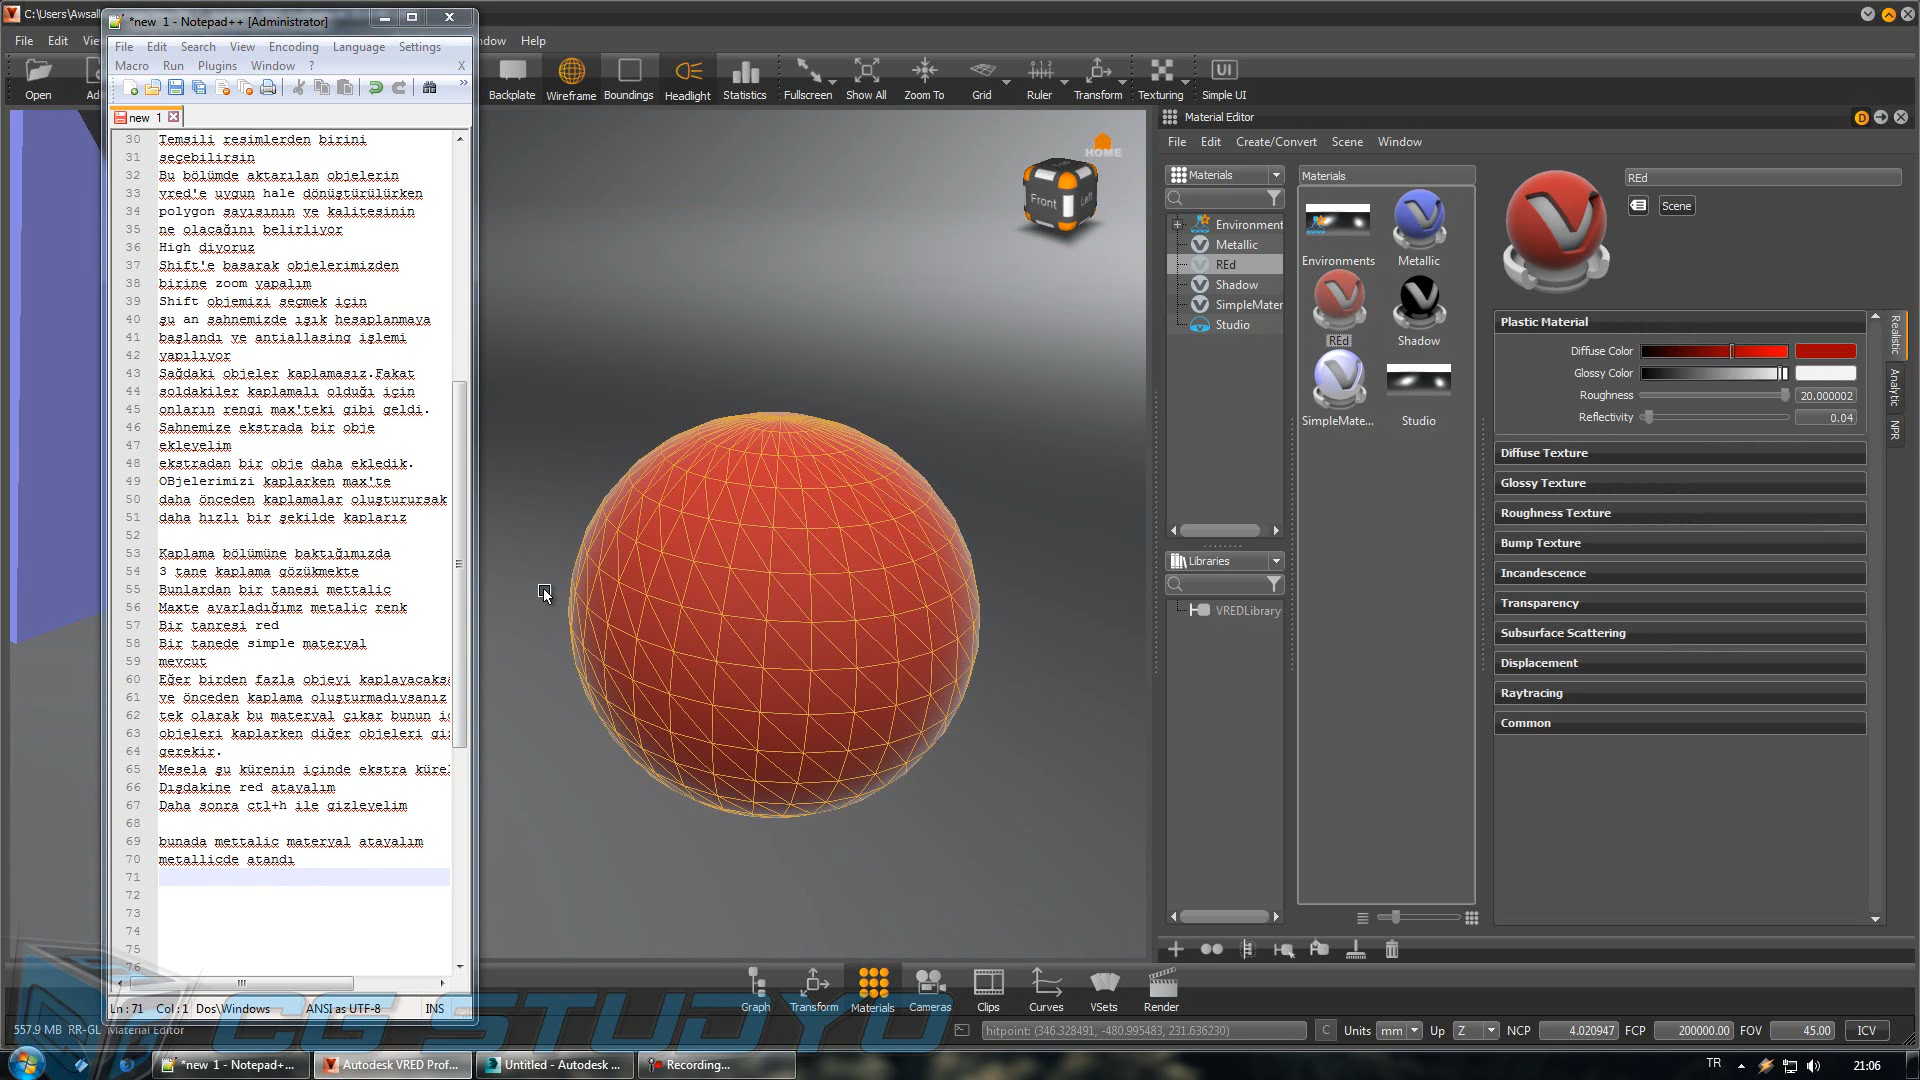 C:\Users\Awsal
*new 1 - Notepad++ [Administrator]
File Edit Search View Encoding Language Settings
Macro Run Plugins Window ? X
new 1
30 Temsili resimlerden birini
31 seçebilirsin
32 Bu bölümde aktarılan objelerin
33 vred'e uygun hale dönüştürülürken
34 polygon sayısının ve kalitesinin
35 ne olacağını belirliyor
36 High diyoruz
37 Shift'e basarak objelerimizden
38 birine zoom yapalım
39 Shift objemizi seçmek için
40 şu an sahnemizde ışık hesaplanmaya
41 başlandı ve antiallasing işlemi
42 yapılıyor
43 Sağdaki objeler kaplamasız.Fakat
44 soldakiler kaplamalı olduğı için
45 onların rengi max'teki gibi geldi.
46 Sahnemize ekstrada bir obje
47 ekleyelim
48 ekstradan bir obje daha ekledik.
49 OBjelerimizi kaplarken max'te
50 daha önceden kaplamalar oluşturursak
51 daha hızlı bir şekilde kaplarız
52
53 Kaplama bölümüne baktığımızda
54 3 tane kaplama gözükmekte
55 Bunlardan bir tanesi mettalic
56 Maxte ayarladığımz metalic renk
57 Bir tanresi red
58 Bir tanede simple materyal
59 mevcut
60 Eğer birden fazla objeyi kaplayacaksa
61 ve önceden kaplama oluşturmadıysanız
62 tek olarak bu materyal çıkar bunun iç
63 objeleri kaplarken diğer objeleri giz
64 gerekir.
65 Mesela şu kürenin içinde ekstra kürel
66 Dışdakine red atayalım
67 Daha sonra ctl+h ile gizleyelim
68
69 bunada mettalic materyal atayalım
70 metallicde atandı
71
72
73
74
75
76
Ln:71 Col:1 Dos\Windows ANSI as UTF-8 INS
File Edit Vie ndow Help
Open Ad Backplate Wireframe Boundings Headlight Statistics Fullscreen Show All Zoom To Grid Ruler Transform Texturing UI Simple UI
HOME
Front Left
Material Editor
D
File Edit Create/Convert Scene Window
Materials
Environment
Metallic
REd
Shadow
SimpleMater
Studio
Libraries
VREDLibrary
Materials
Environments Metallic
REd Shadow
SimpleMate... Studio
REd
Scene
Plastic Material
Diffuse Color
Glossy Color
Roughness 20.000002
Reflectivity 0.04
Diffuse Texture
Glossy Texture
Roughness Texture
Bump Texture
Incandescence
Transparency
Subsurface Scattering
Displacement
Raytracing
Common
Realistic
Analytic
NPR
Graph Transform Materials Cameras Clips Curves VSets Render
CG STUDYO
557.9 MB RR-GL Material Editor
hitpoint: (346.328491, -480.995483, 231.636230) C Units mm Up Z NCP 4.020947 FCP 200000.00 FOV 45.00 ICV
*new 1 - Notepad+... Autodesk VRED Prof... Untitled - Autodesk ... Recording... TR 21:06